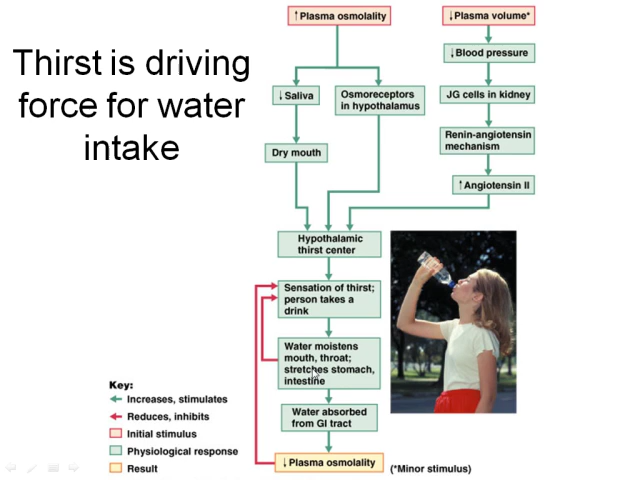 Thirst is driving
force for water
intake
↑Plasma osmolality
↓Plasma volume*
↓Blood pressure
↓Saliva
Osmoreceptors
in hypothalamus
JG cells in kidney
Renin-angiotensin
mechanism
Dry mouth
↑Angiotensin II
Hypothalamic
thirst center
Sensation of thirst;
person takes a
drink
Water moistens
mouth, throat;
stretches stomach,
intestine
Water absorbed
from GI tract
↓Plasma osmolality
(*Minor stimulus)
Key:
Increases, stimulates
Reduces, inhibits
Initial stimulus
Physiological response
Result